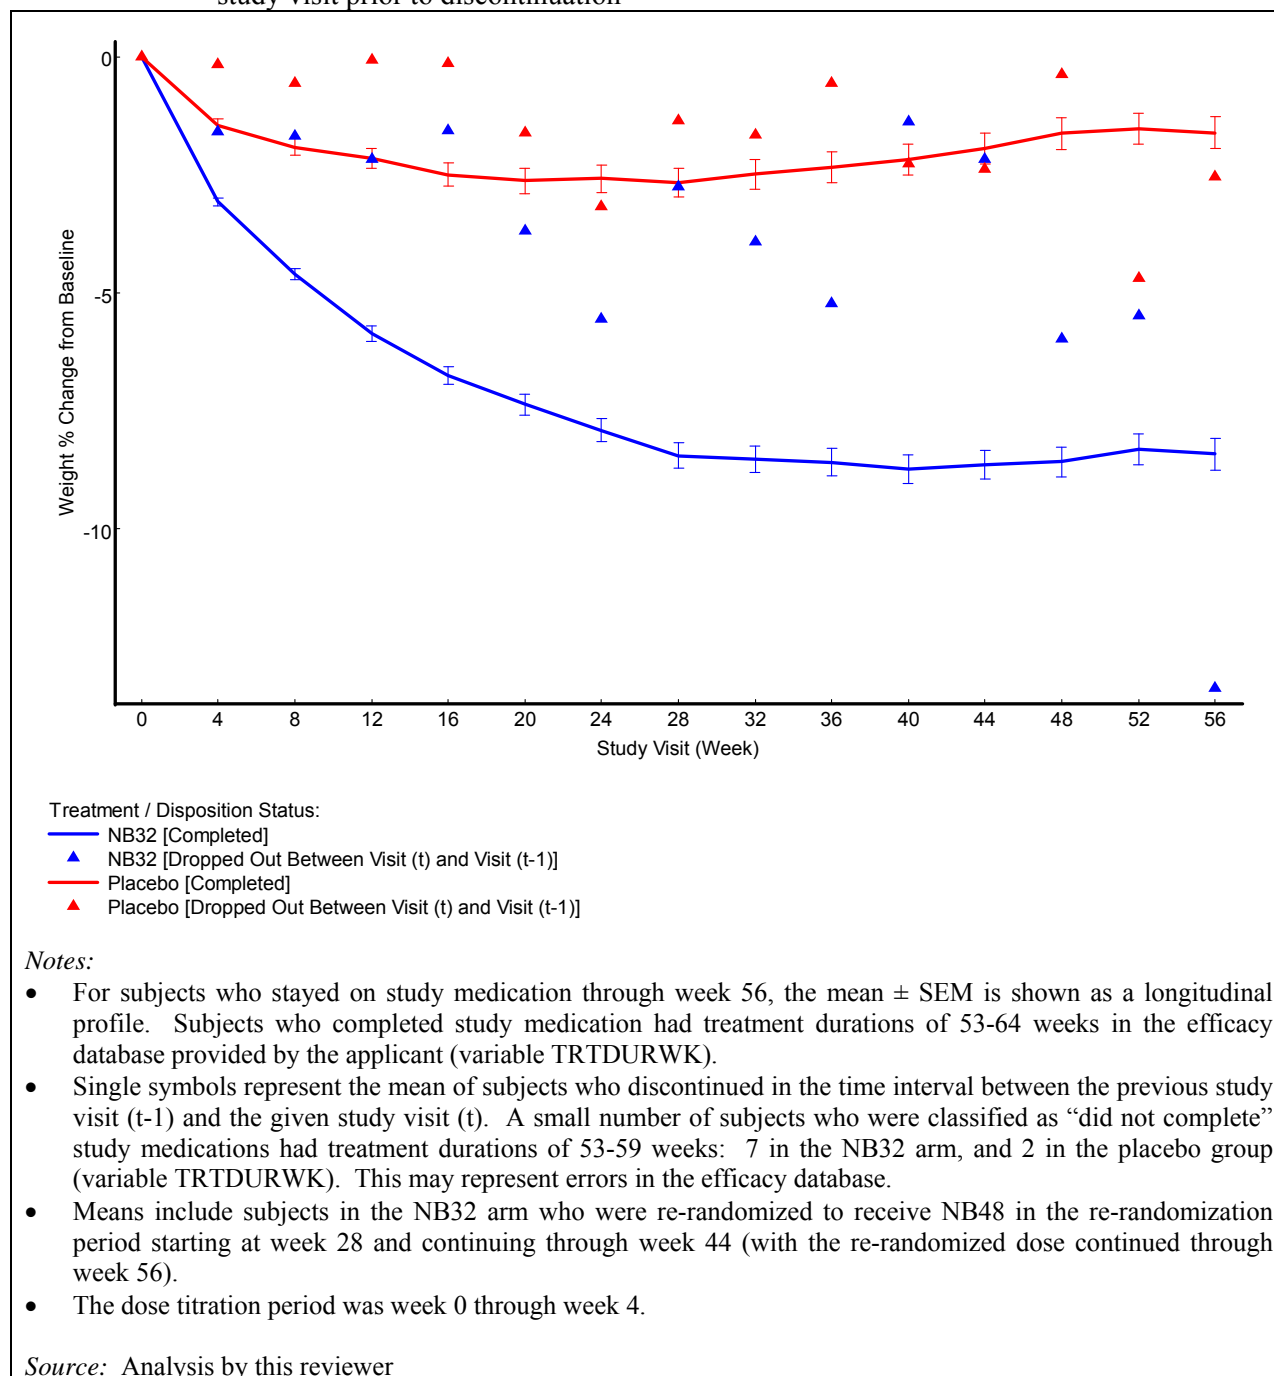 study visit prior to discontinuation
0
-5
-10
Weight % Change from Baseline
0 4 8 12 16 20 24 28 32 36 40 44 48 52 56
Study Visit (Week)
Treatment / Disposition Status:
NB32 [Completed]
NB32 [Dropped Out Between Visit (t) and Visit (t-1)]
Placebo [Completed]
Placebo [Dropped Out Between Visit (t) and Visit (t-1)]
Notes:
• For subjects who stayed on study medication through week 56, the mean ± SEM is shown as a longitudinal
profile. Subjects who completed study medication had treatment durations of 53-64 weeks in the efficacy
database provided by the applicant (variable TRTDURWK).
• Single symbols represent the mean of subjects who discontinued in the time interval between the previous study
visit (t-1) and the given study visit (t). A small number of subjects who were classified as “did not complete”
study medications had treatment durations of 53-59 weeks: 7 in the NB32 arm, and 2 in the placebo group
(variable TRTDURWK). This may represent errors in the efficacy database.
• Means include subjects in the NB32 arm who were re-randomized to receive NB48 in the re-randomization
period starting at week 28 and continuing through week 44 (with the re-randomized dose continued through
week 56).
• The dose titration period was week 0 through week 4.
Source: Analysis by this reviewer